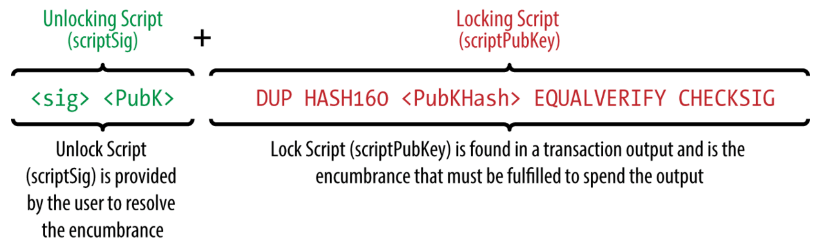 Unlocking Script
(scriptSig)
+
Locking Script
(scriptPubKey)
<sig> <PubK>
DUP HASH160 <PubKHash> EQUALVERIFY CHECKSIG
Unlock Script
(scriptSig) is provided
by the user to resolve
the encumbrance
Lock Script (scriptPubKey) is found in a transaction output and is the
encumbrance that must be fulfilled to spend the output